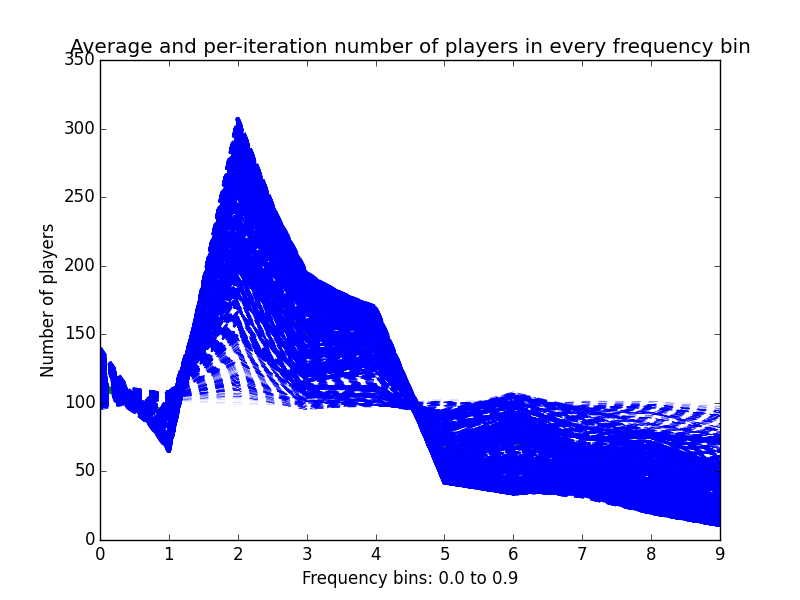 Average and per-iteration number of players in every frequency bin
350
300
250
200
150
100
50
0
Number of players
0 1 2 3 4 5 6 7 8 9
Frequency bins: 0.0 to 0.9